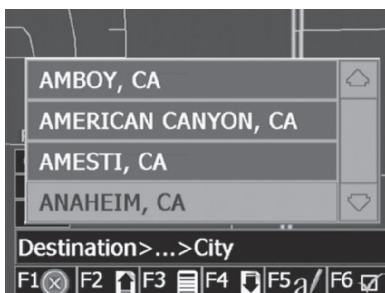 AMBOY, CA
AMERICAN CANYON, CA
AMESTI, CA
ANAHEIM, CA
Destination>...>City
F1 F2 F3 F4 F5 a/ F6